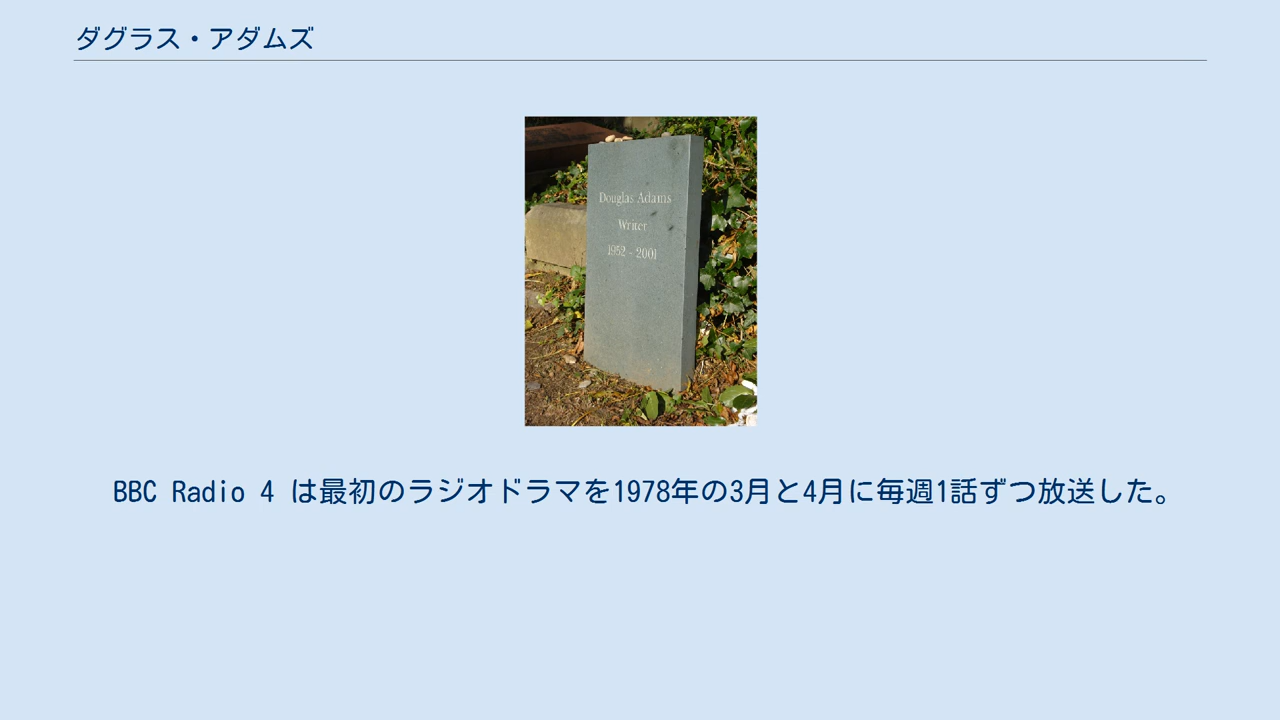 ダグラス・アダムズ
Douglas Adams
Writer
1952 - 2001
BBC Radio 4 は最初のラジオドラマを1978年の3月と4月に毎週1話ずつ放送した。